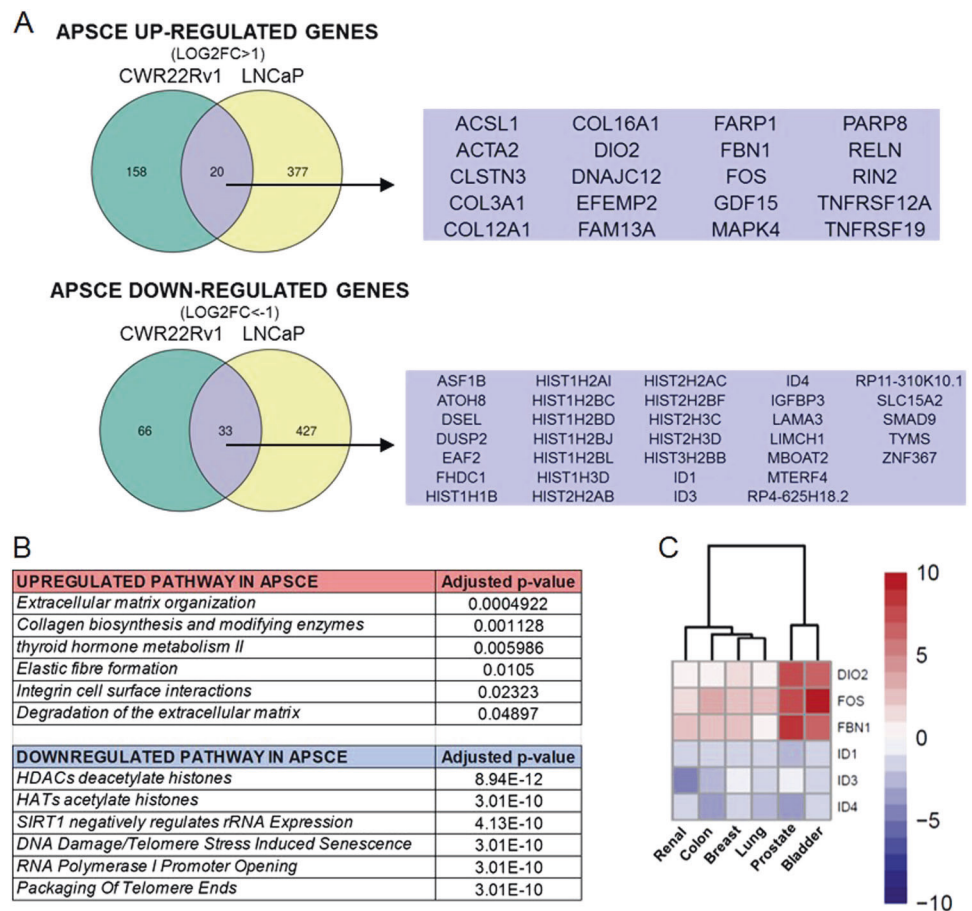 A
APSCE UP-REGULATED GENES
(LOG2FC>1)
CWR22Rv1 LNCaP
158 20 377
ACSL1 COL16A1 FARP1 PARP8
ACTA2 DIO2 FBN1 RELN
CLSTN3 DNAJC12 FOS RIN2
COL3A1 EFEMP2 GDF15 TNFRSF12A
COL12A1 FAM13A MAPK4 TNFRSF19
APSCE DOWN-REGULATED GENES
(LOG2FC<-1)
CWR22Rv1 LNCaP
66 33 427
ASF1B HIST1H2AI HIST2H2AC ID4 RP11-310K10.1
ATOH8 HIST1H2BC HIST2H2BF IGFBP3 SLC15A2
DSEL HIST1H2BD HIST2H3C LAMA3 SMAD9
DUSP2 HIST1H2BJ HIST2H3D LIMCH1 TYMS
EAF2 HIST1H2BL HIST3H2BB MBOAT2 ZNF367
FHDC1 HIST1H3D ID1 MTERF4
HIST1H1B HIST2H2AB ID3 RP4-625H18.2
B
UPREGULATED PATHWAY IN APSCE Adjusted p-value
Extracellular matrix organization 0.0004922
Collagen biosynthesis and modifying enzymes 0.001128
thyroid hormone metabolism II 0.005986
Elastic fibre formation 0.0105
Integrin cell surface interactions 0.02323
Degradation of the extracellular matrix 0.04897
DOWNREGULATED PATHWAY IN APSCE Adjusted p-value
HDACs deacetylate histones 8.94E-12
HATs acetylate histones 3.01E-10
SIRT1 negatively regulates rRNA Expression 4.13E-10
DNA Damage/Telomere Stress Induced Senescence 3.01E-10
RNA Polymerase I Promoter Opening 3.01E-10
Packaging Of Telomere Ends 3.01E-10
C
DIO2
FOS
FBN1
ID1
ID3
ID4
Renal Colon Breast Lung Prostate Bladder
10
5
0
−5
−10